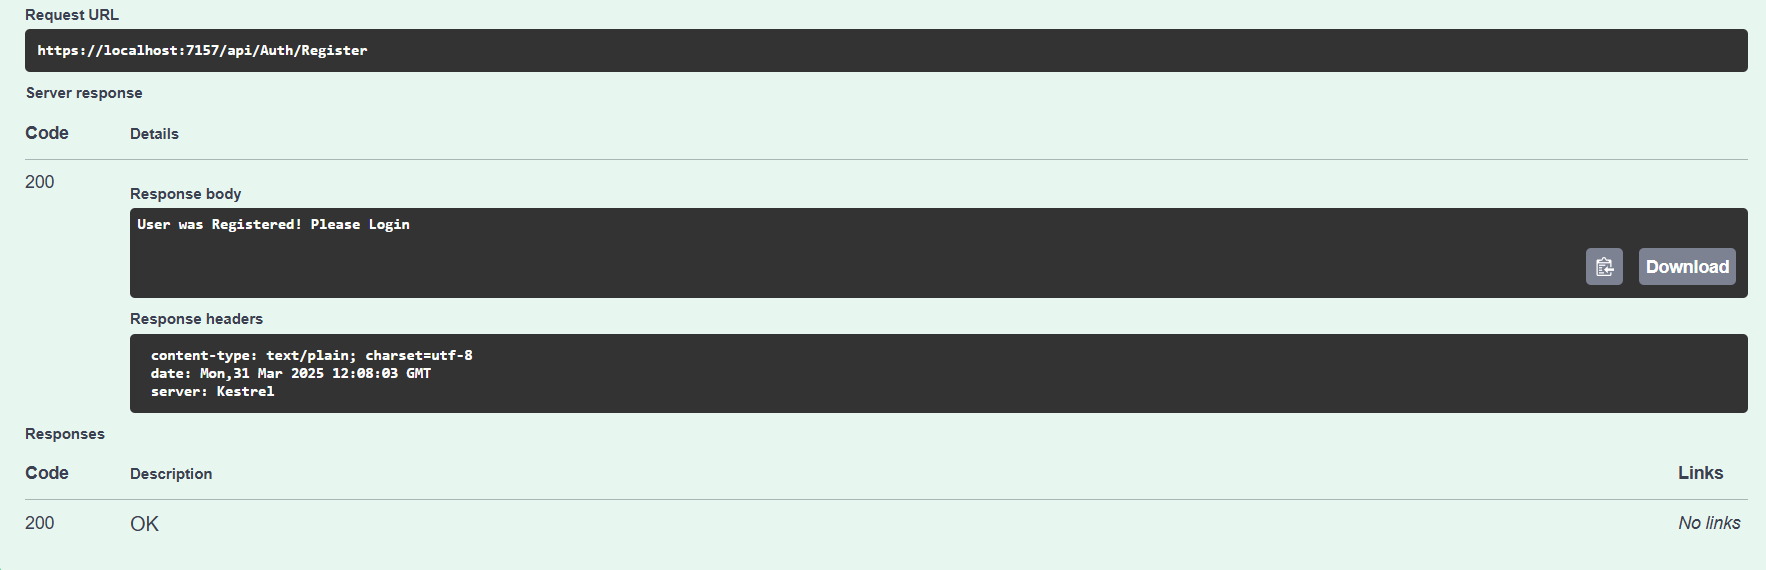 Request URL
https://localhost:7157/api/Auth/Register
Server response
Code Details
200
Response body
User was Registered! Please Login
Download
Response headers
content-type: text/plain; charset=utf-8
date: Mon,31 Mar 2025 12:08:03 GMT
server: Kestrel
Responses
Code Description Links
200 OK No links